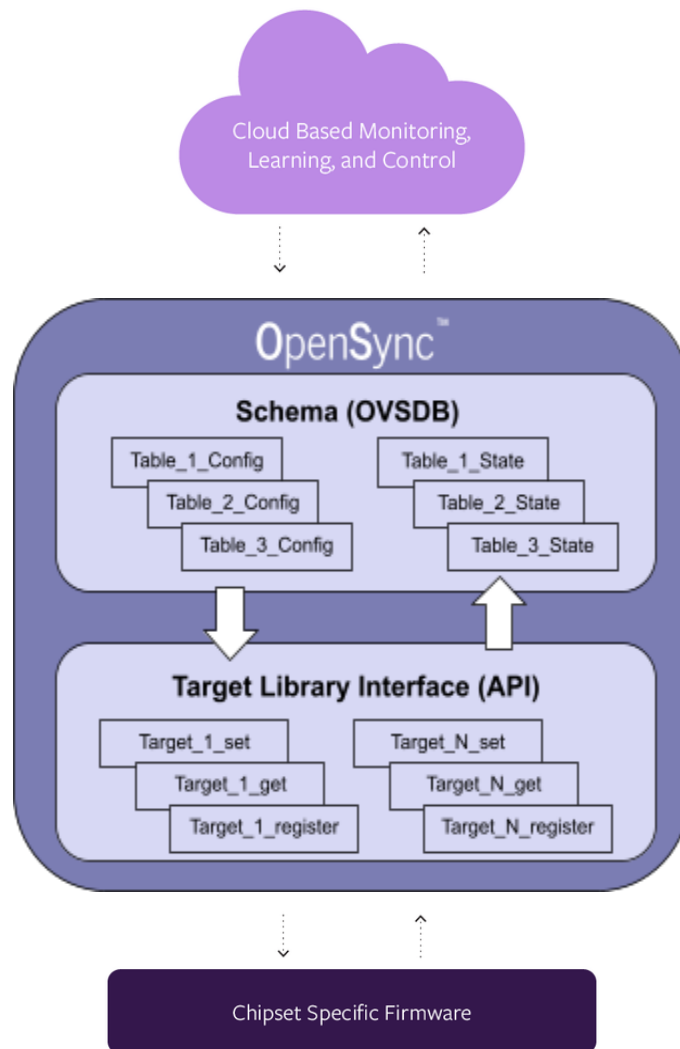 Cloud Based Monitoring,
Learning, and Control
OpenSync™
Schema (OVSDB)
Table_1_Config
Table_2_Config
Table_3_Config
Table_1_State
Table_2_State
Table_3_State
Target Library Interface (API)
Target_1_set
Target_1_get
Target_1_register
Target_N_set
Target_N_get
Target_N_register
Chipset Specific Firmware